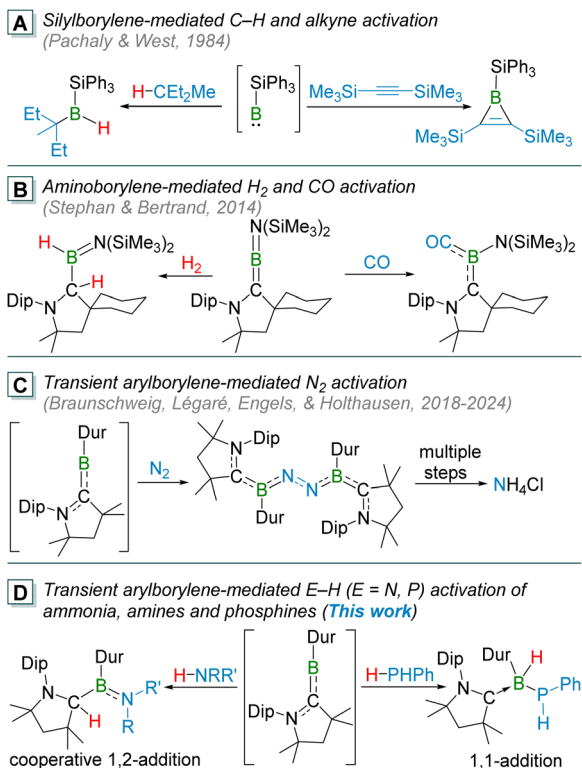 A Silylborylene-mediated C–H and alkyne activation
(Pachaly & West, 1984)
SiPh3 SiPh3 SiPh3
Et B H Et
H–CEt2Me
B
Me3Si SiMe3
B
Me3Si SiMe3
B Aminoborylene-mediated H2 and CO activation
(Stephan & Bertrand, 2014)
H B N(SiMe3)2
C H
Dip N
H2
N(SiMe3)2
B
C
Dip N
CO
OC B N(SiMe3)2
C
Dip N
C Transient arylborylene-mediated N2 activation
(Braunschweig, Légaré, Engels, & Holthausen, 2018-2024)
Dur
B
C
Dip N
N2
N Dip
C B N N B C
Dur
Dur
Dip N
multiple
steps
NH4Cl
D Transient arylborylene-mediated E–H (E = N, P) activation of
ammonia, amines and phosphines (This work)
Dip Dur
N C B N R'
H R
H–NRR'
Dur
B
C
Dip N
H–PHPh
Dip Dur H
N C B P Ph
H
cooperative 1,2-addition 1,1-addition